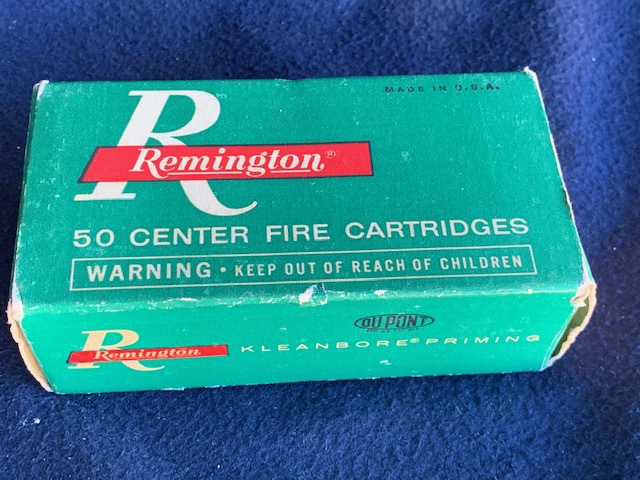 MADE IN U.S.A.
R
Remington®
50 CENTER FIRE CARTRIDGES
WARNING • KEEP OUT OF REACH OF CHILDREN
DU PONT
R
Remington
KLEANBORE® PRIMING